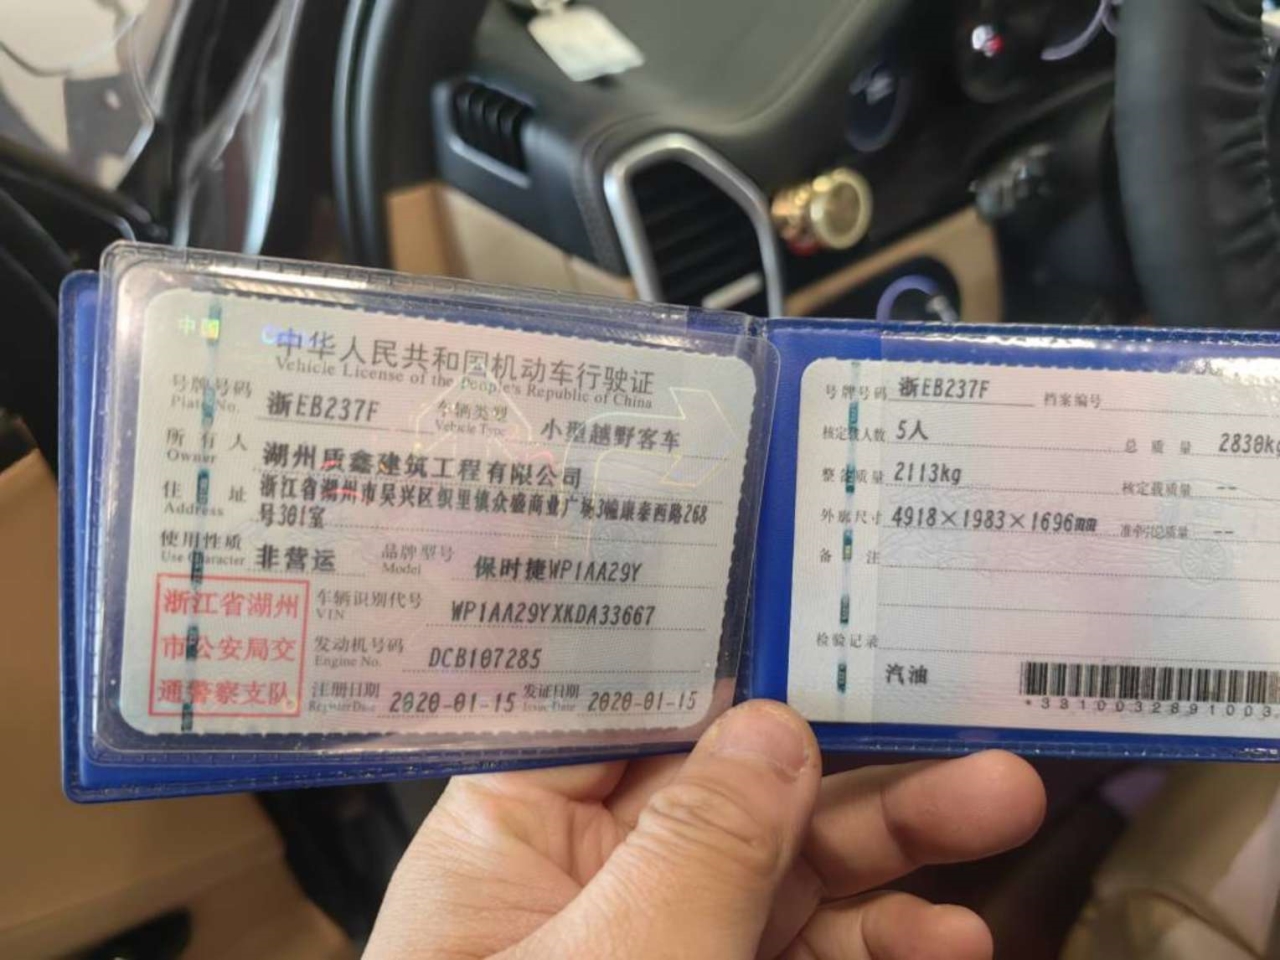 中国
中华人民共和国机动车行驶证
Vehicle License of the People's Republic of China
号牌号码 浙EB237F 车辆类型 小型越野客车
Plate No. Vehicle Type
所有人 湖州质鑫建筑工程有限公司
Owner
住址 浙江省湖州市吴兴区织里镇众盛商业广场3幢康泰西路268
Address 号301室
使用性质 非营运 品牌型号 保时捷WP1AA29Y
Use Character Model
浙江省湖州
市公安局交
通警察支队
车辆识别代号 WP1AA29YXKDA33667
VIN
发动机号码 DCB107285
Engine No.
注册日期 2020-01-15 发证日期 2020-01-15
Register Date Issue Date
号牌号码 浙EB237F 档案编号
核定载人数 5人 总质量 2830kg
整备质量 2113kg 核定载质量 --
外廓尺寸 4918×1983×1696mm 准牵引总质量 --
备注
检验记录
汽油
*3310032891003